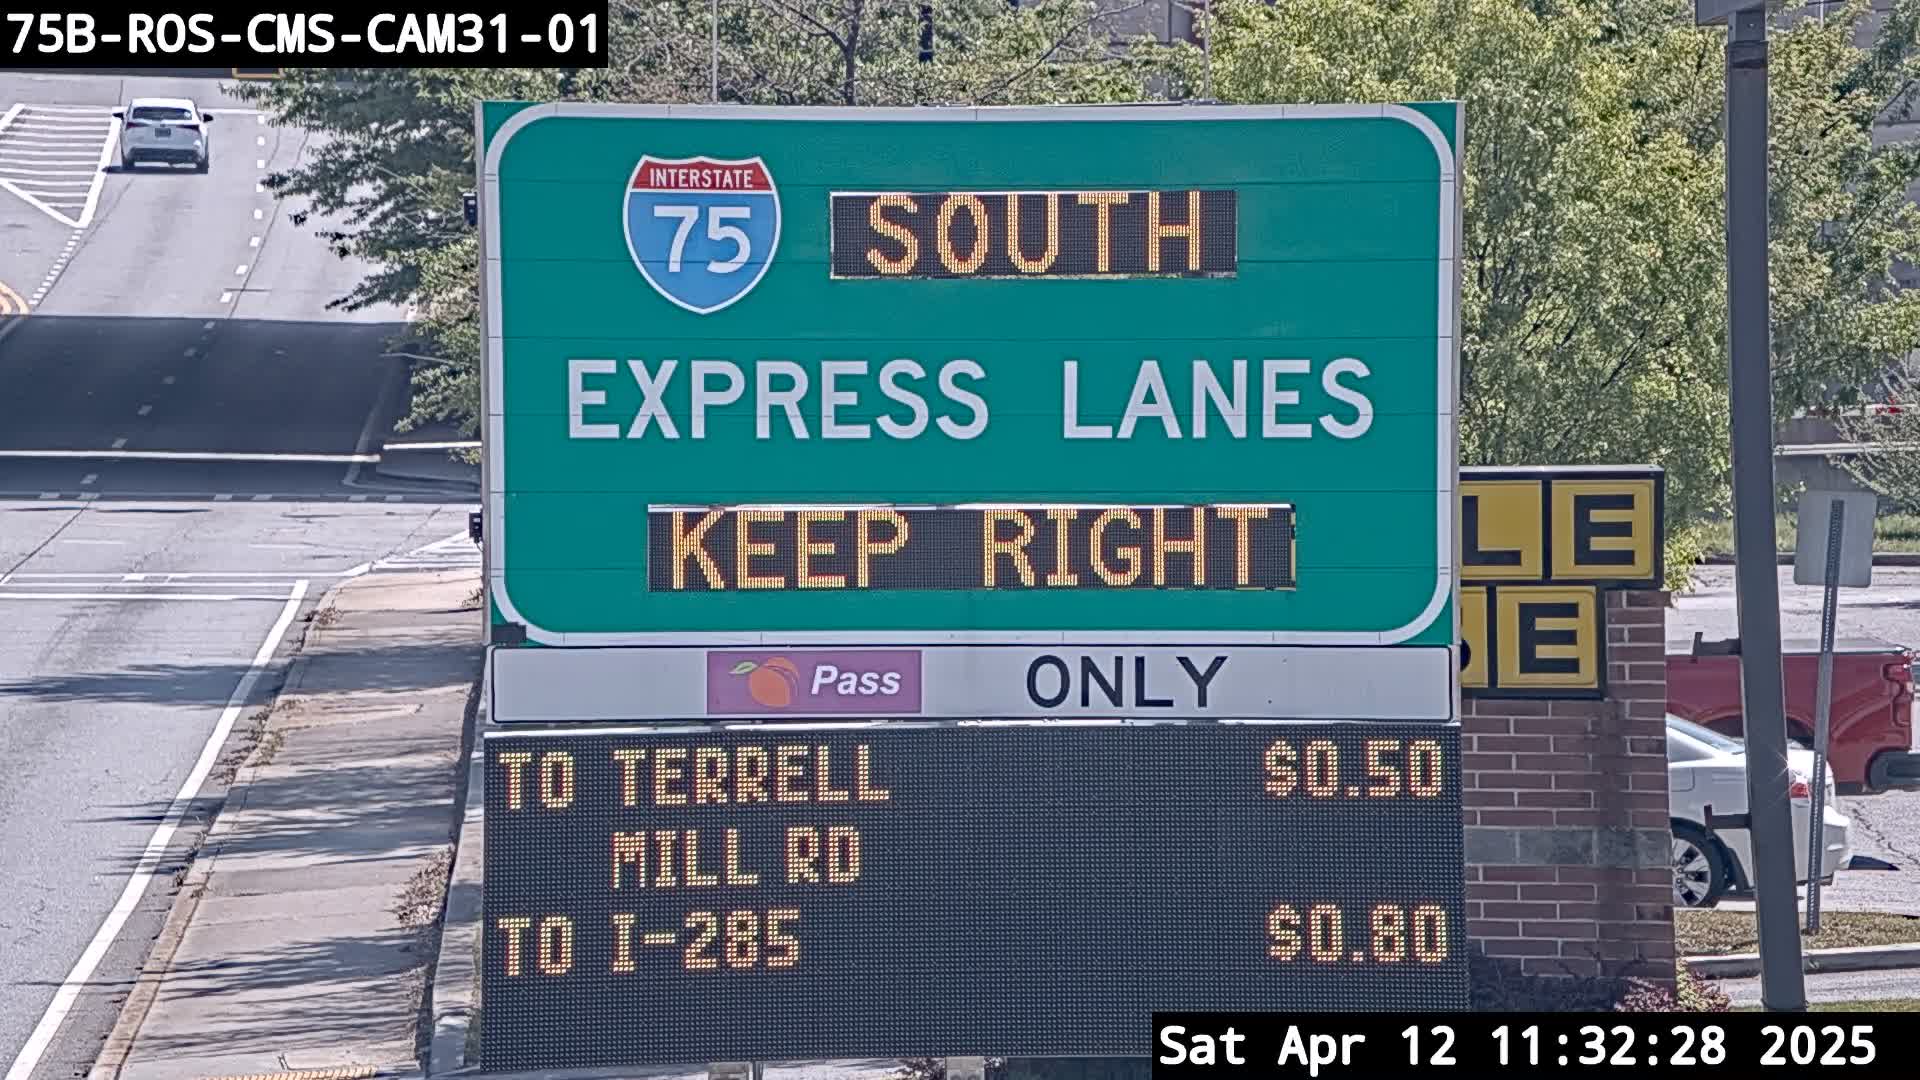 75B-ROS-CMS-CAM31-01
INTERSTATE
75
SOUTH
EXPRESS LANES
KEEP RIGHT
Pass ONLY
TO TERRELL $0.50
MILL RD
TO I-285 $0.80
LE
E
Sat Apr 12 11:32:28 2025